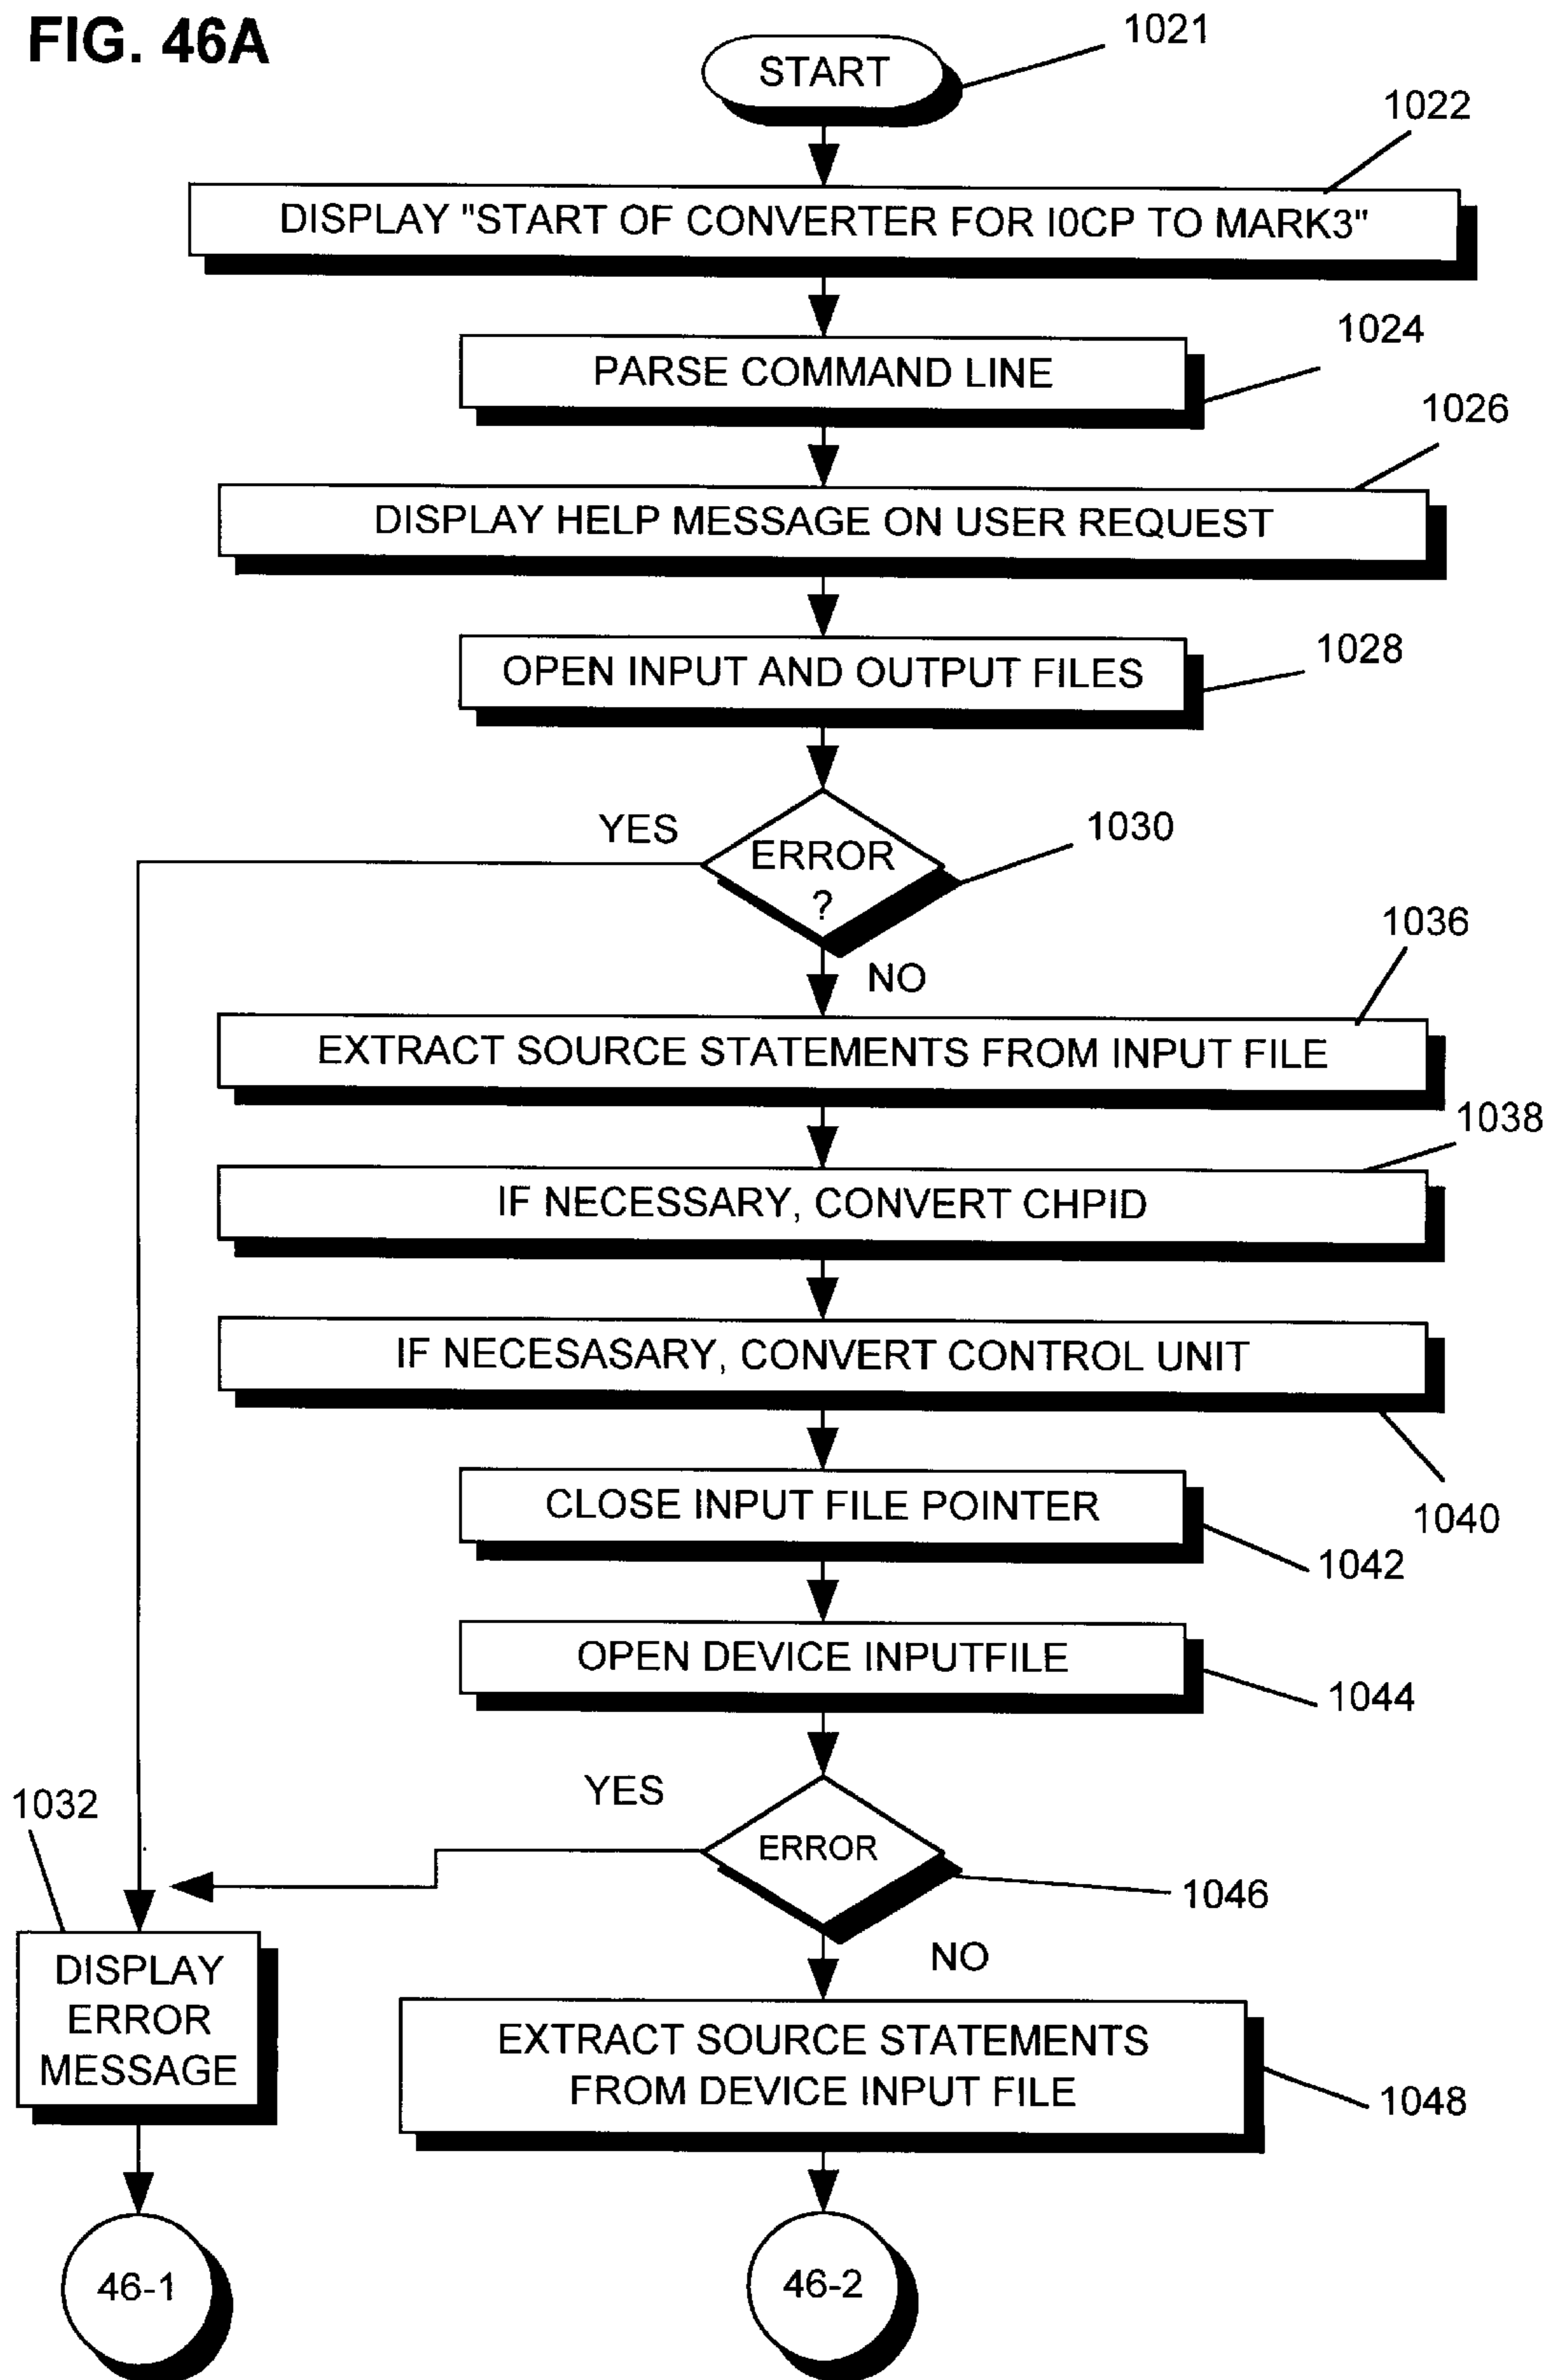 FIG. 46A
START
1021
1022
DISPLAY "START OF CONVERTER FOR I0CP TO MARK3"
1024
PARSE COMMAND LINE
1026
DISPLAY HELP MESSAGE ON USER REQUEST
1028
OPEN INPUT AND OUTPUT FILES
YES
1030
ERROR
?
1036
NO
EXTRACT SOURCE STATEMENTS FROM INPUT FILE
1038
IF NECESSARY, CONVERT CHPID
IF NECESASARY, CONVERT CONTROL UNIT
1040
CLOSE INPUT FILE POINTER
1042
OPEN DEVICE INPUTFILE
1044
YES
1032
ERROR
1046
NO
DISPLAY
ERROR
MESSAGE
EXTRACT SOURCE STATEMENTS
FROM DEVICE INPUT FILE
1048
46-1
46-2